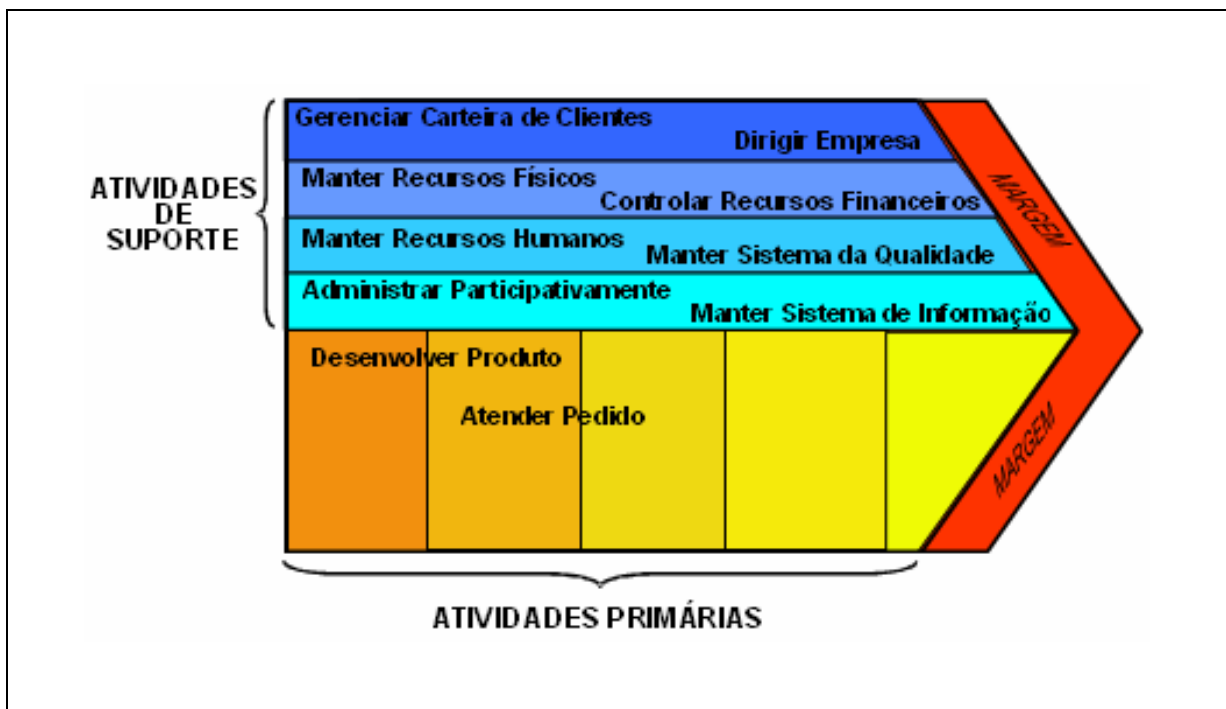 Gerenciar Carteira de Clientes
Dirigir Empresa
Manter Recursos Físicos
Controlar Recursos Financeiros
Manter Recursos Humanos
Manter Sistema da Qualidade
Administrar Participativamente
Manter Sistema de Informação
ATIVIDADES
DE
SUPORTE
MARGEM
Desenvolver Produto
Atender Pedido
MARGEM
ATIVIDADES PRIMÁRIAS